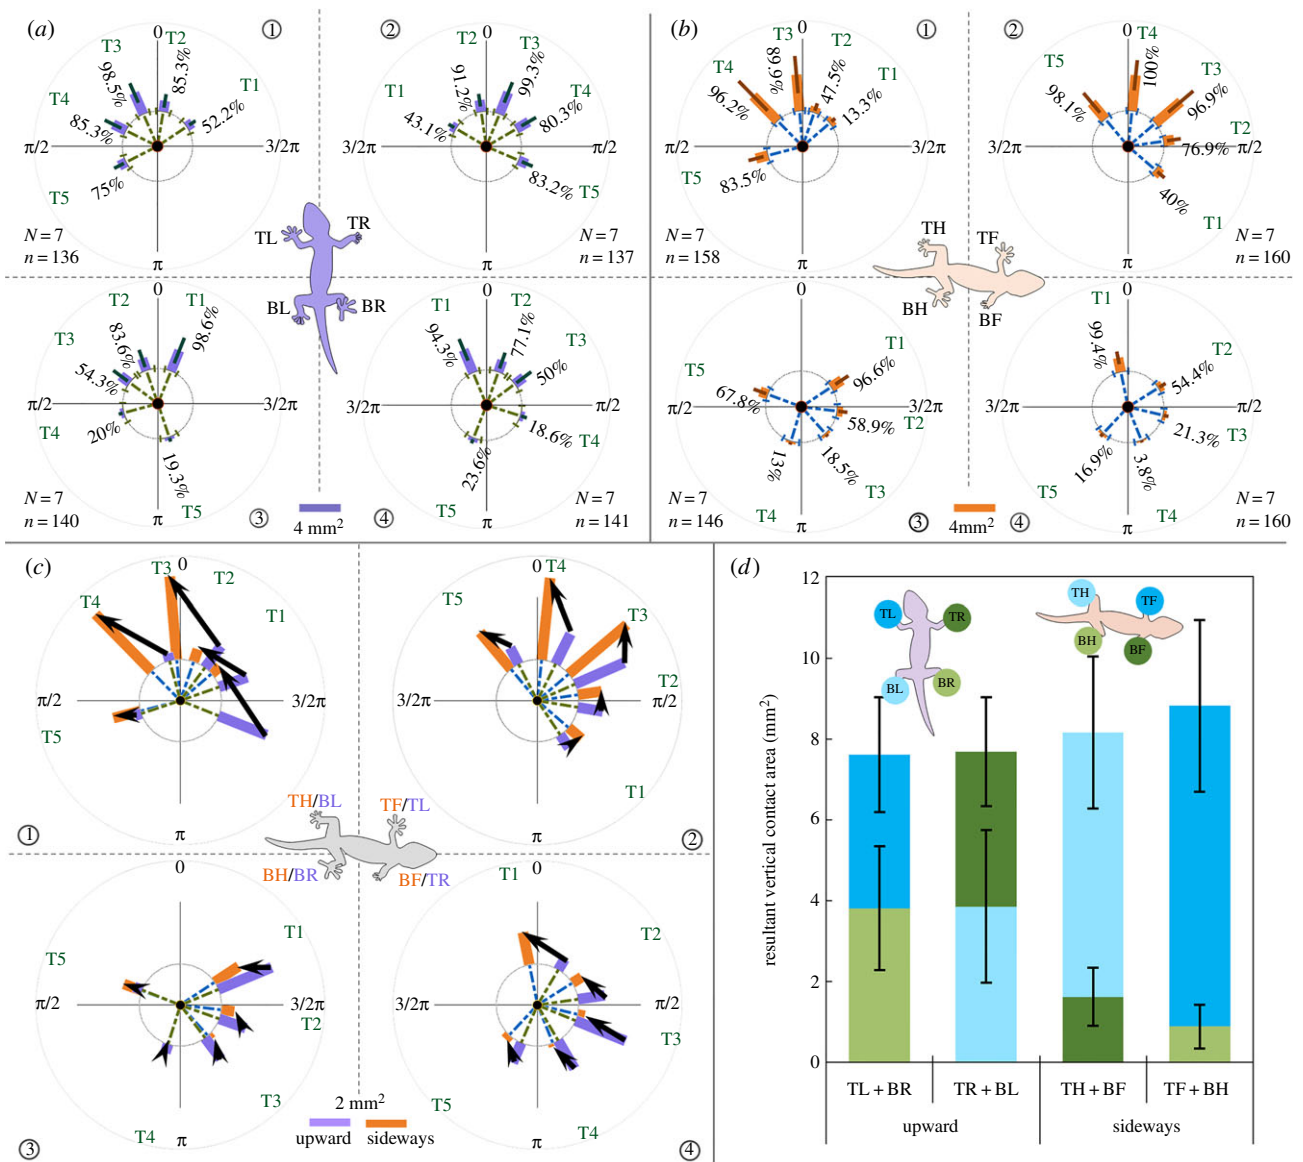 (a)
0
T3
T2
①
98.5%
85.3%
T4
T1
85.3%
52.2%
π/2
3/2π
75%
T5
N = 7
n = 136
π
②
0
T2
T3
91.2%
99.3%
T1
T4
43.1%
80.3%
3/2π
π/2
83.2%
T5
N = 7
n = 137
π
TL
TR
BL
BR
0
T2
T1
83.6%
98.6%
T3
54.3%
π/2
3/2π
T4
20%
19.3%
N = 7
n = 140
π
T5
③
4 mm²
0
T1
T2
94.3%
77.1%
T3
50%
3/2π
π/2
18.6%
T4
23.6%
T5
π
④
N = 7
n = 141
(b)
0
T3
T2
①
T4
89.9%
47.5%
T1
96.2%
13.3%
π/2
3/2π
T5
83.5%
N = 7
n = 158
π
②
0
T4
100%
T5
T3
98.1%
96.9%
T2
3/2π
76.9%
π/2
40%
T1
N = 7
n = 160
π
TH
TF
BH
BF
0
T1
T5
96.6%
67.8%
π/2
3/2π
58.9%
T2
13%
18.5%
T3
T4
N = 7
n = 146
π
③
4mm²
0
T1
99.4%
T2
54.4%
3/2π
π/2
21.3%
T3
16.9%
3.8%
T5
T4
④
π
N = 7
n = 160
(c)
0
T3
T2
T4
T1
π/2
3/2π
T5
π
①
0
T4
T5
T3
T2
3/2π
π/2
T1
π
②
TH/BL
TF/TL
BH/BR
BF/TR
0
T1
T5
π/2
3/2π
T2
T3
T4
π
③
2 mm²
upward
sideways
T1
0
T2
3/2π
π/2
T3
T5
T4
π
④
(d)
resultant vertical contact area (mm²)
12
10
8
6
4
2
0
TL
TR
BL
BR
TH
TF
BH
BF
TL + BR
TR + BL
TH + BF
TF + BH
upward
sideways